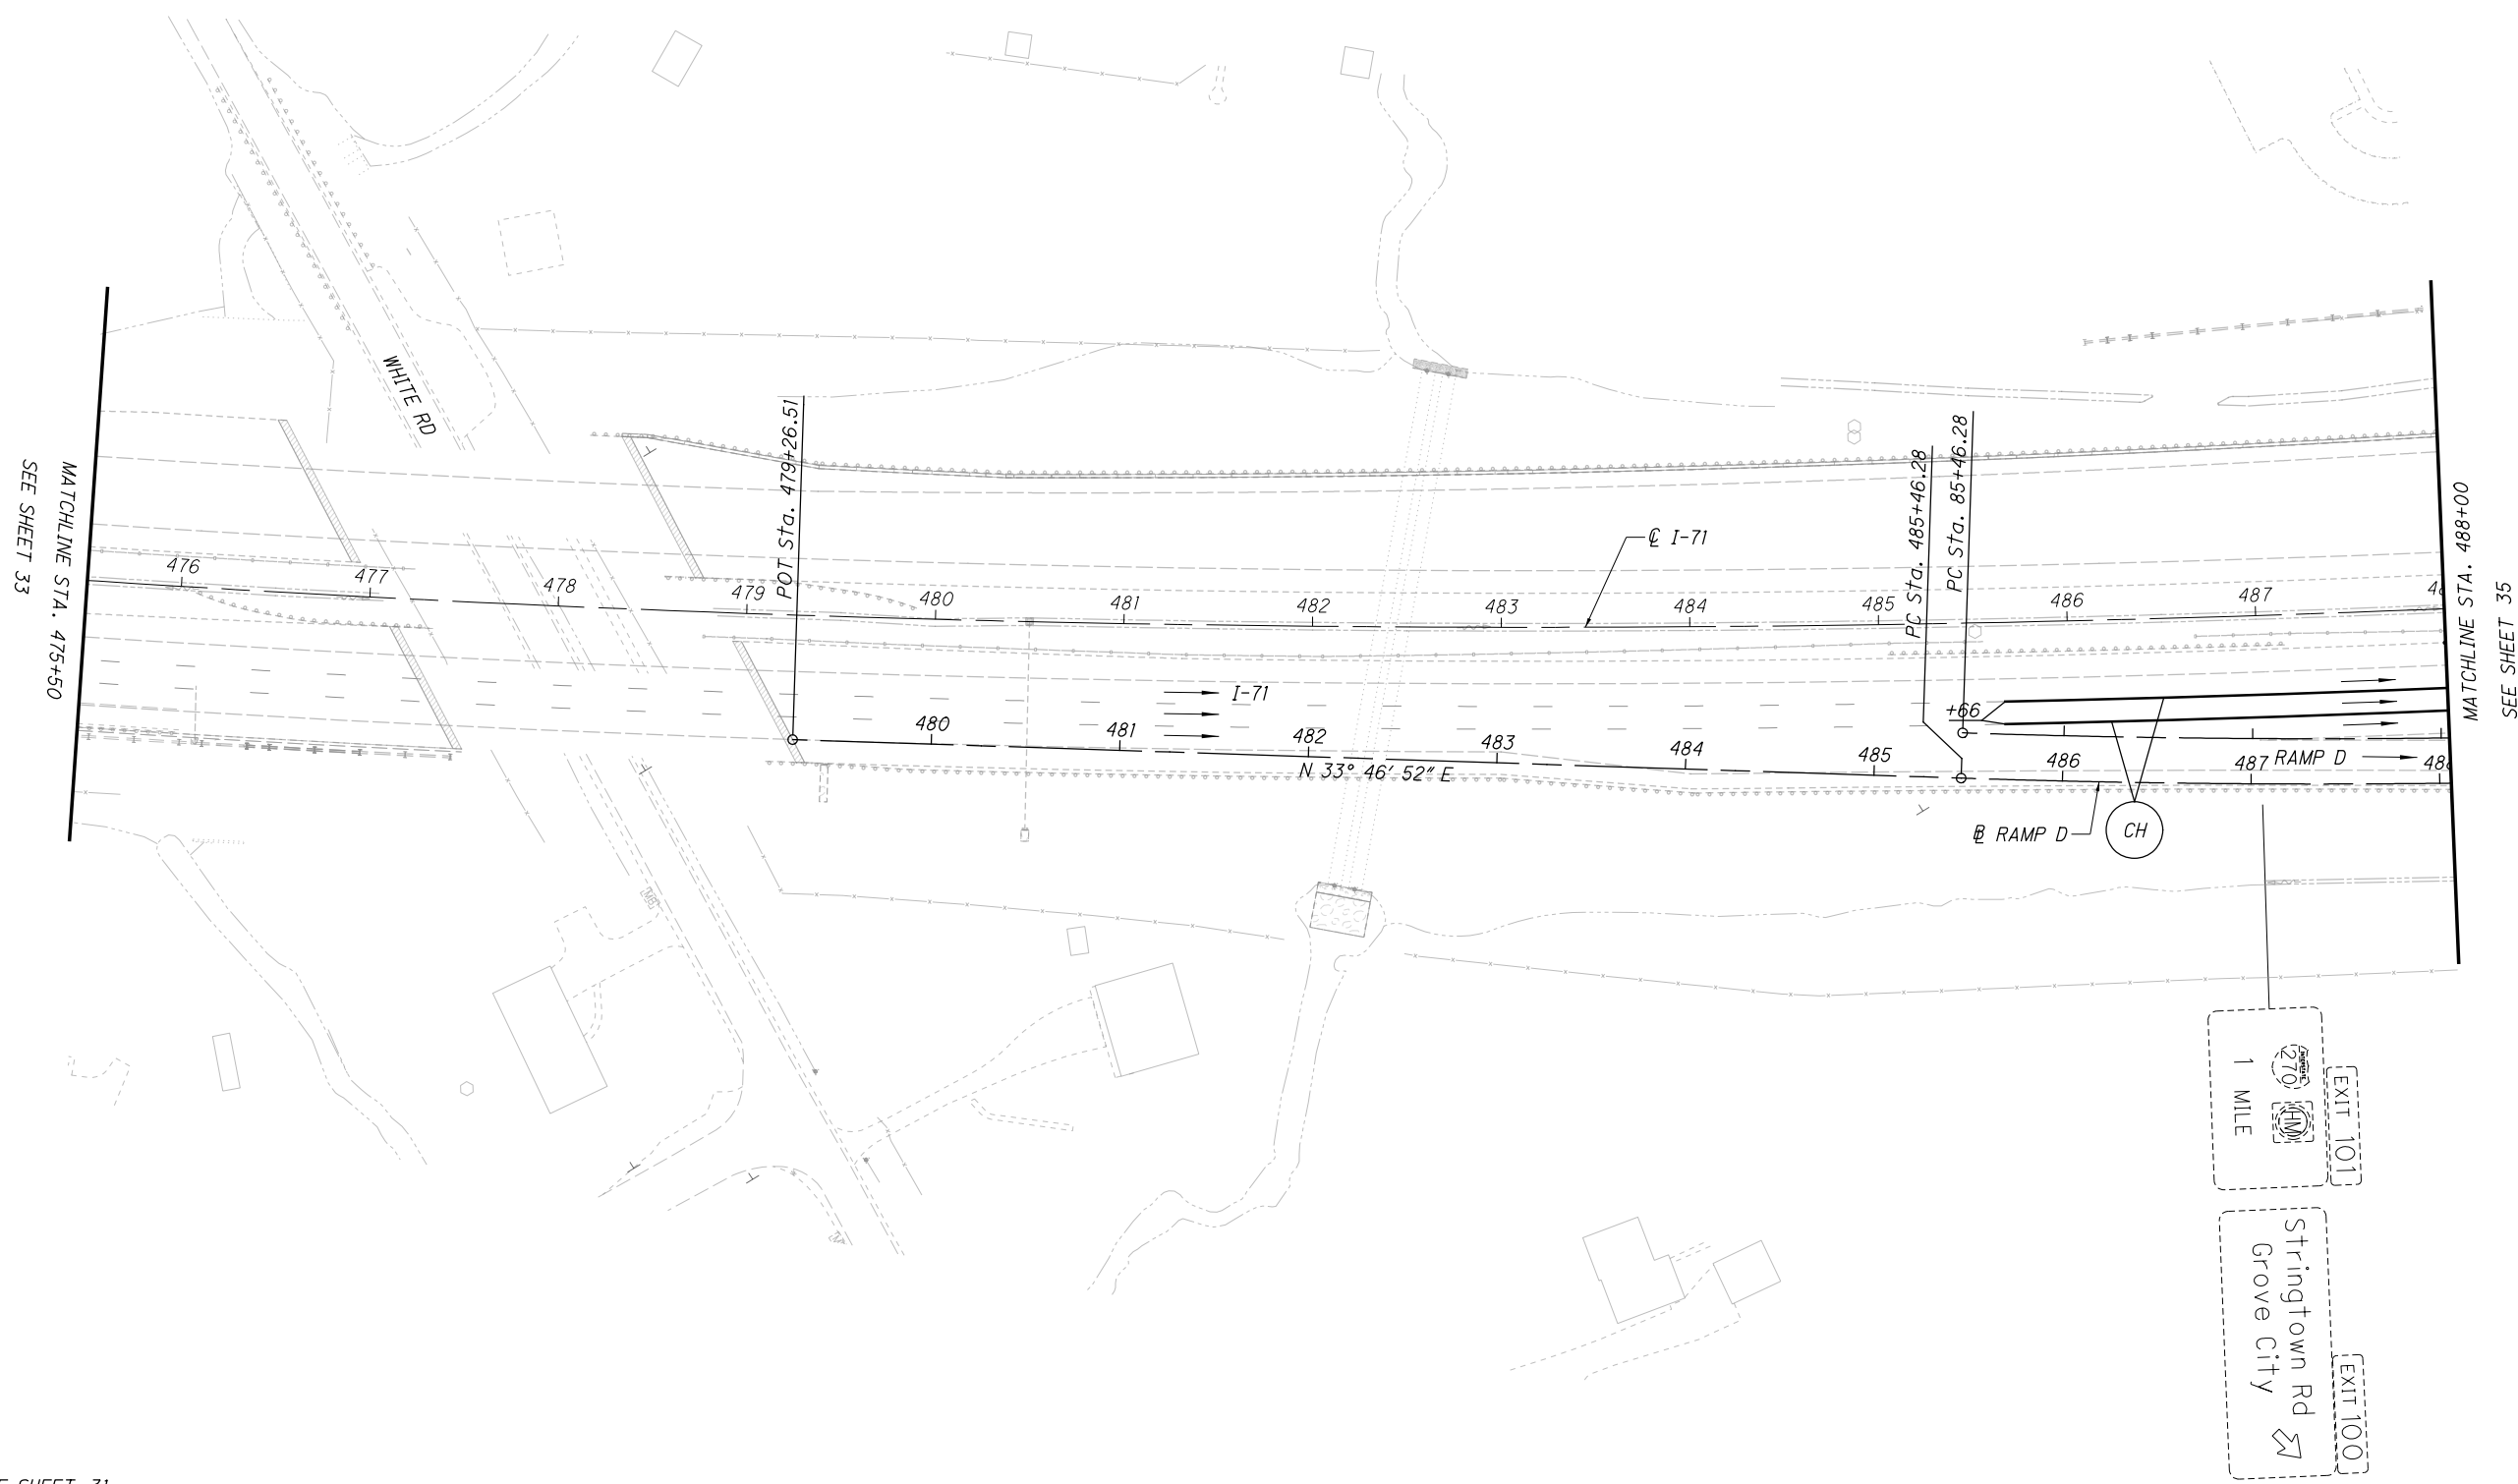 WHITE RD
MATCHLINE STA. 475+50
SEE SHEET 33
POT Sta. 479+26.51
PC Sta. 485+46.28
PC Sta. 85+46.28
℄ I-71
476
477
478
479
480
481
482
483
484
485
486
487
MATCHLINE STA. 488+00
SEE SHEET 35
I-71
+66
480
481
482
483
484
485
486
487
N 33° 46' 52" E
RAMP D
B RAMP D
CH
EXIT 101
270
HM
1 MILE
EXIT 100
Stringtown Rd
Grove City
SHEET 31